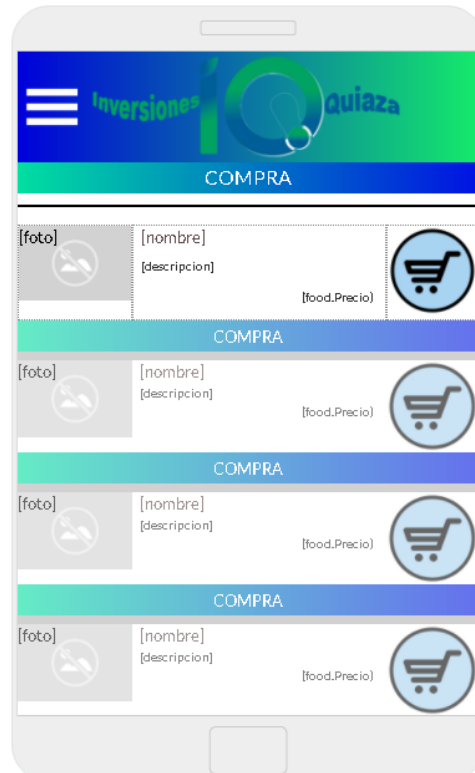 Inversiones iQ Quiaza
COMPRA
[foto]
[nombre]
[descripcion]
[food.Precio]
COMPRA
[foto]
[nombre]
[descripcion]
[food.Precio]
COMPRA
[foto]
[nombre]
[descripcion]
[food.Precio]
COMPRA
[foto]
[nombre]
[descripcion]
[food.Precio]